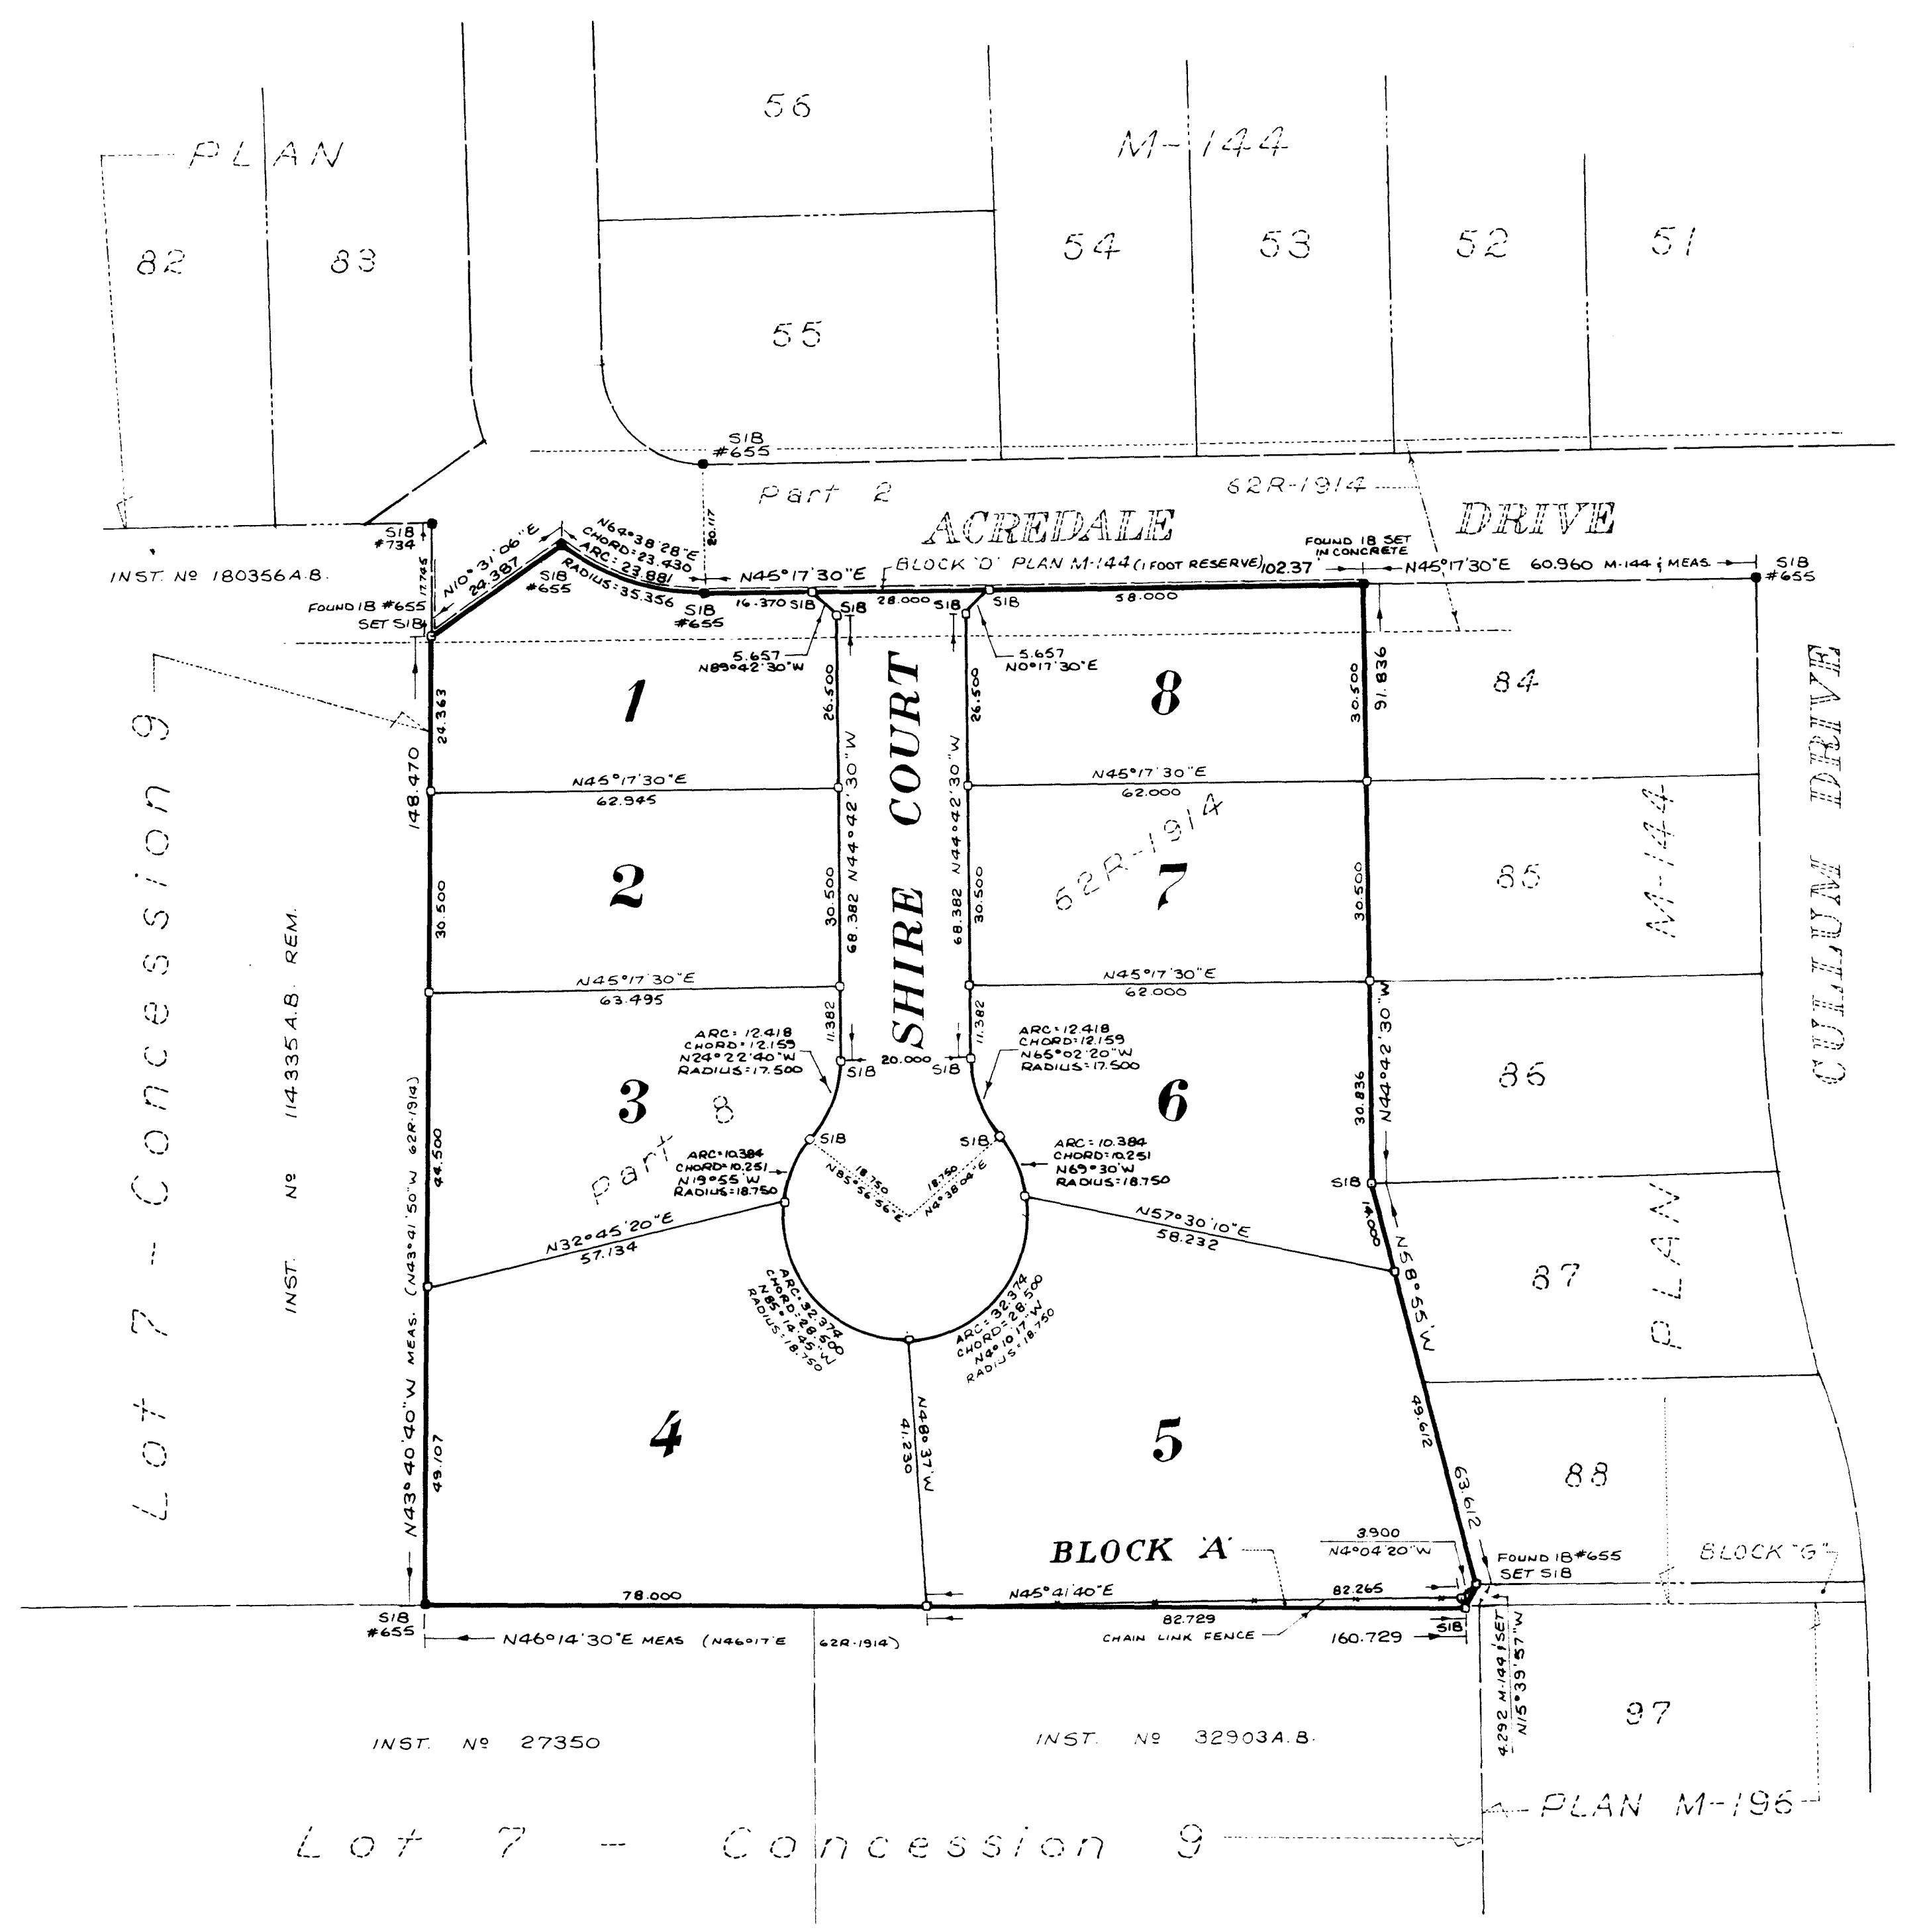 56
PLAN
M-144
82
83
54
53
52
51
55
SIB
#655
Part 2
62R-1914
ACREDALE DRIVE
SIB
#734
INST. Nº 180356A.B.
17.745
N10°31'06"E
24.387
N64°38'28"E
CHORD=23.430
ARC=23.881
RADIUS=35.356
SIB
#655
20.117
FOUND IB SET
IN CONCRETE
N45°17'30"E
BLOCK 'D' PLAN M-144 (1 FOOT RESERVE)
102.37
N45°17'30"E 60.960 M-144 & MEAS.
SIB
#655
FOUND IB #655
SET SIB
SIB
#655
16.370
SIB
SIB
28.000
SIB
SIB
58.000
5.657
N89°42'30"W
5.657
N0°17'30"E
1
8
84
24.363
26.500
26.500
30.500
91.836
148.470
N45°17'30"E
62.945
N45°17'30"E
62.000
SHIRE COURT
COTTUM DRIVE
Lot 7 - Concession 9
62R-1914
2
7
85
M-144
30.500
30.500
68.382 N44°42'30"W
68.382 N44°42'30"W
30.500
30.500
INST. Nº 114335A.B. REM.
N45°17'30"E
63.495
N45°17'30"E
62.000
11.382
11.382
ARC=12.418
CHORD=12.159
N24°22'40"W
RADIUS=17.500
ARC=12.418
CHORD=12.159
N65°02'20"W
RADIUS=17.500
20.000
SIB
SIB
N44°42'30"W
30.836
3
Part 8
6
86
SIB
SIB
ARC=10.384
CHORD=10.251
N19°55'W
RADIUS=18.750
ARC=10.384
CHORD=10.251
N69°30'W
RADIUS=18.750
18.750
N85°56'56"E
18.750
N4°38'04"E
44.500
SIB
14.000
N32°45'20"E
57.134
N57°30'10"E
58.232
N58°55'W
87
PLAN
ARC=32.374
CHORD=28.500
N85°14'45"W
RADIUS=18.750
ARC=32.374
CHORD=28.500
N4°10'17"W
RADIUS=18.750
N43°40'40"W MEAS. (N43°41'50"W 62R-1914)
49.107
4
N48°37'W
41.230
5
49.612
63.612
88
BLOCK 'A'
3.900
N4°04'20"W
FOUND IB#655
SET SIB
BLOCK "G"
78.000
N45°41'40"E
82.265
SIB
#655
82.729
SIB
N46°14'30"E MEAS (N46°17'E 62R-1914)
CHAIN LINK FENCE
160.729
4.292 M-144 & SET
N15°39'57"W
97
INST. Nº 27350
INST. Nº 32903A.B.
PLAN M-196
Lot 7 - Concession 9